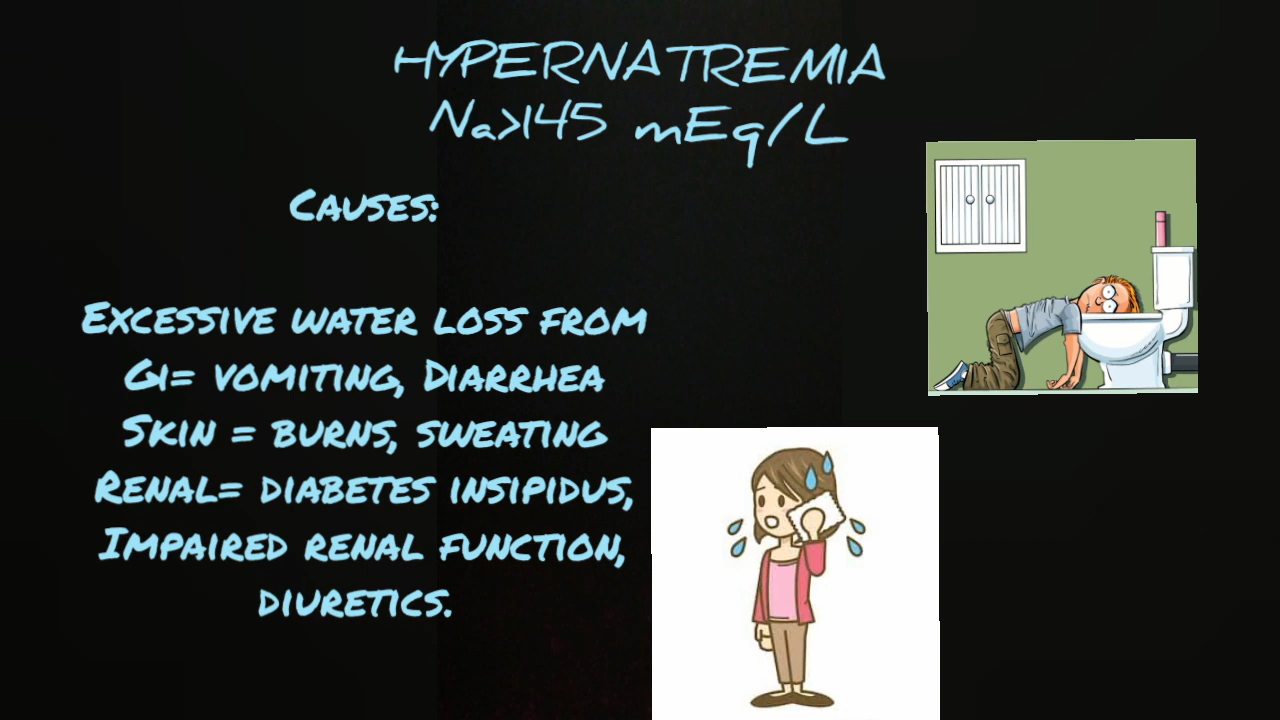 HYPERNATREMIA
Na>145 mEq/L
CAUSES:
EXCESSIVE WATER LOSS FROM
GI= VOMITING, DIARRHEA
SKIN = BURNS, SWEATING
RENAL= DIABETES INSIPIDUS,
IMPAIRED RENAL FUNCTION,
DIURETICS.